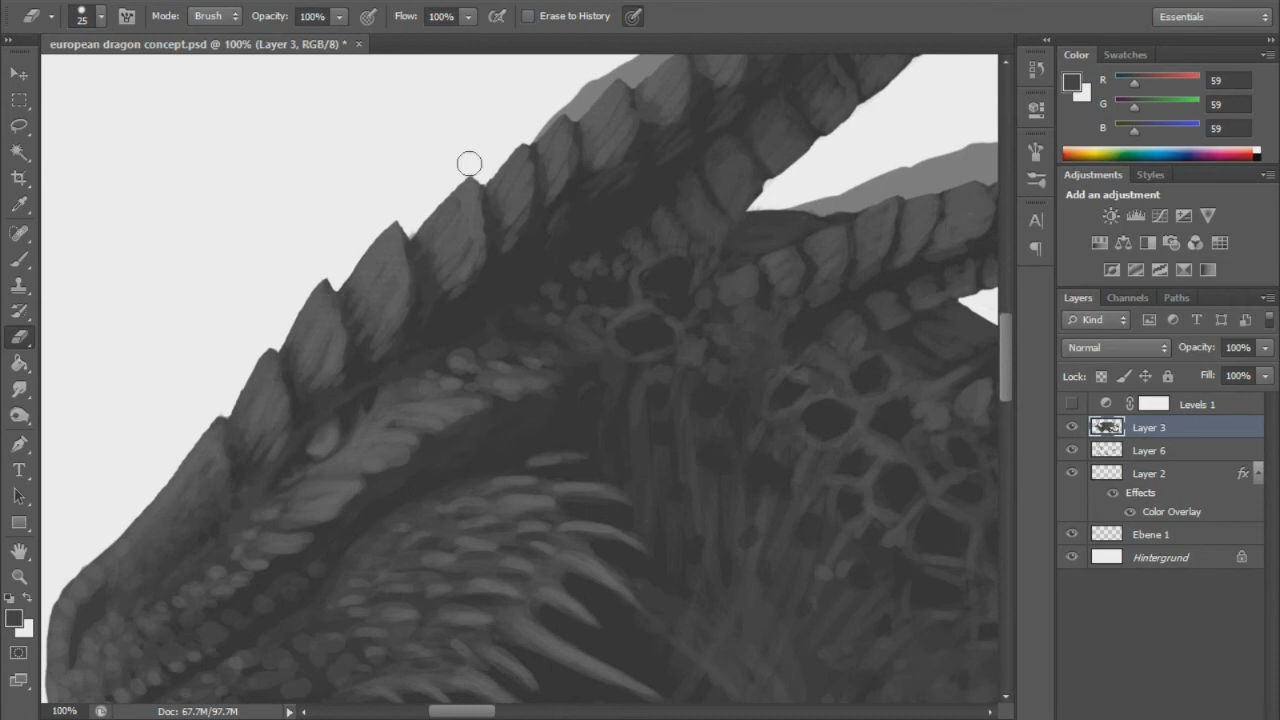 25 Mode: Brush Opacity: 100% Flow: 100% Erase to History Essentials
european dragon concept.psd @ 100% (Layer 3, RGB/8) * ×
Color Swatches
R 59
G 59
B 59
Adjustments Styles
Add an adjustment
Layers Channels Paths
Kind
Normal Opacity: 100%
Lock: Fill: 100%
Levels 1
Layer 3
Layer 6
Layer 2 fx
Effects
Color Overlay
Ebene 1
Hintergrund
100% Doc: 67.7M/97.7M